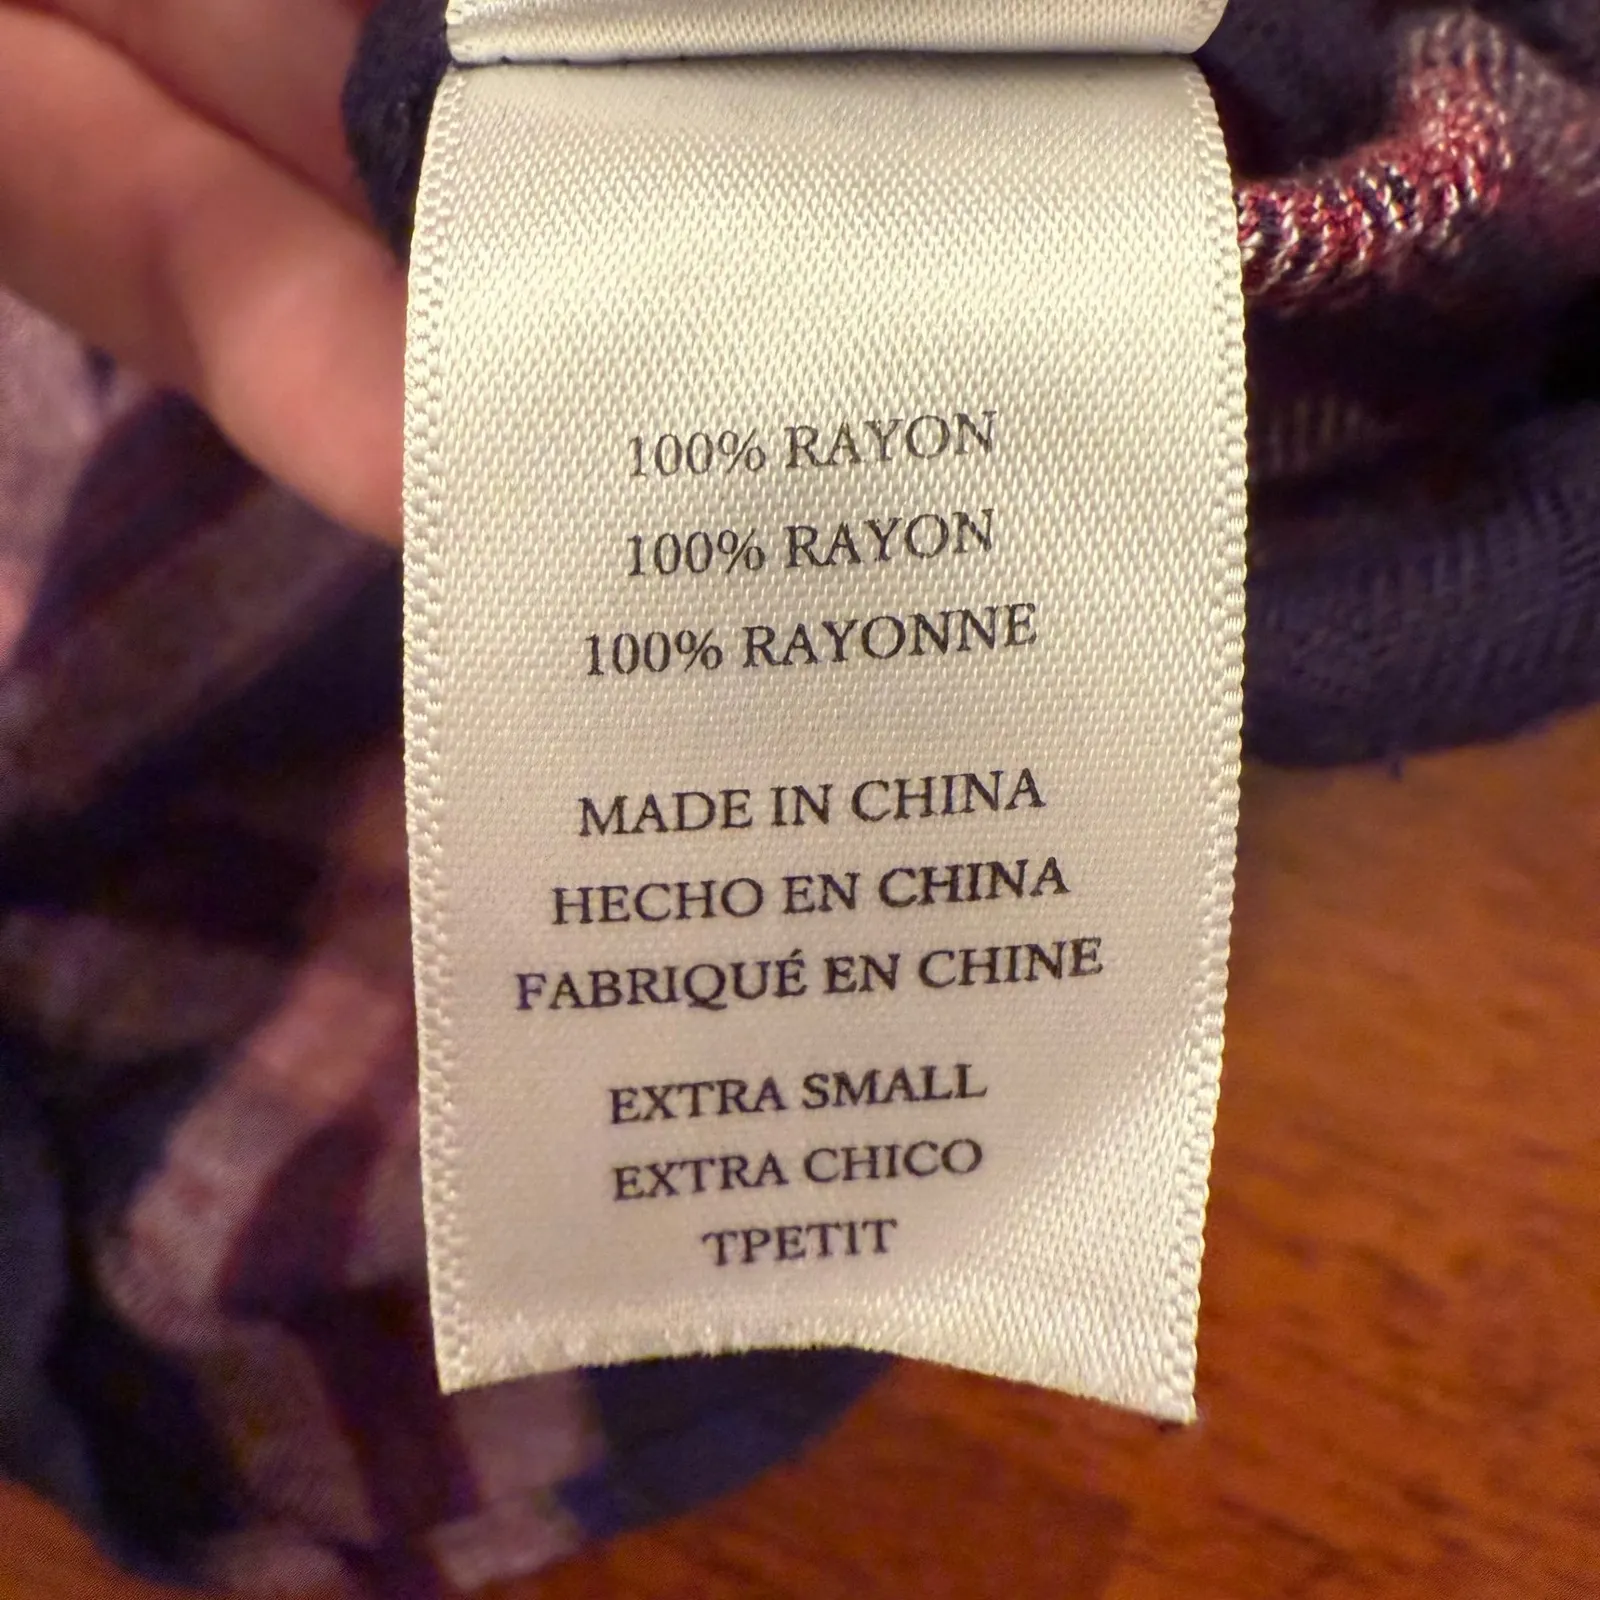 100% RAYON
100% RAYON
100% RAYONNE
MADE IN CHINA
HECHO EN CHINA
FABRIQUÉ EN CHINE
EXTRA SMALL
EXTRA CHICO
TPETIT